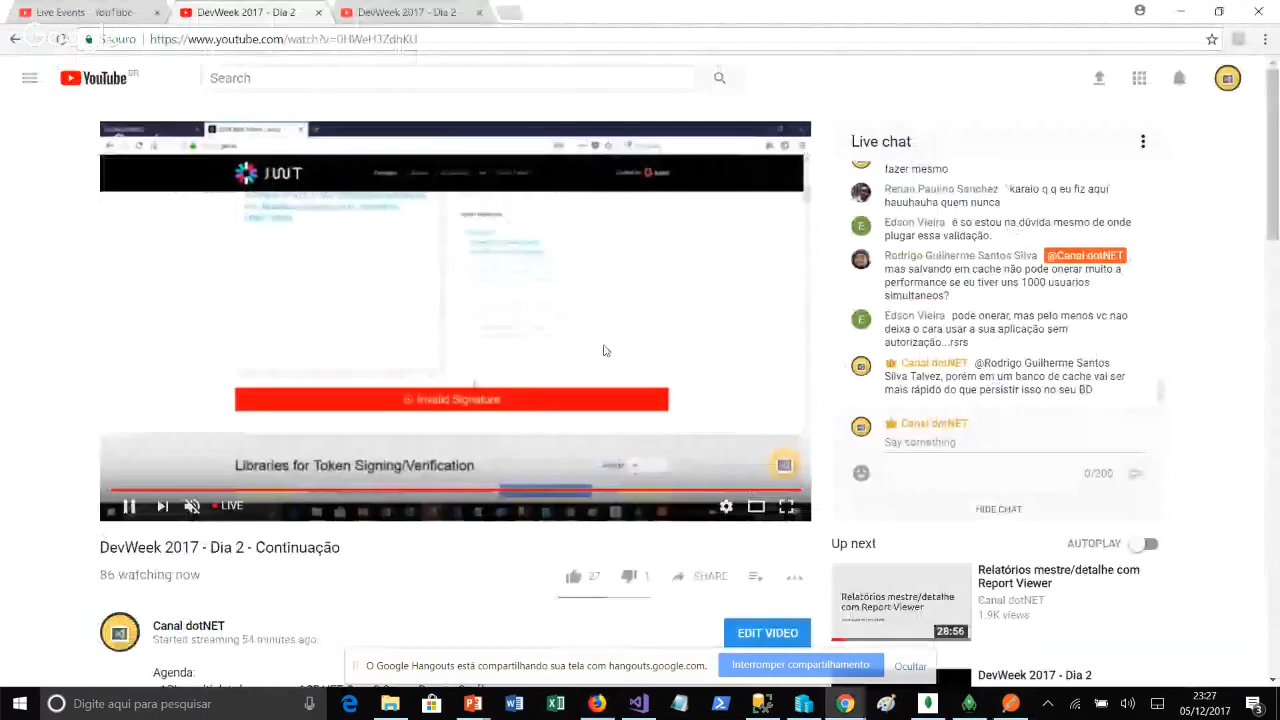 Live Events - YouTube
DevWeek 2017 - Dia 2
DevWeek 2017 - Dia 2
Seguro
https://www.youtube.com/watch?v=0HWeH3ZdhKU
YouTube BR
Search
JWT
Invalid Signature
Libraries for Token Signing/Verification
LIVE
DevWeek 2017 - Dia 2 - Continuação
86 watching now
27
1
SHARE
Canal dotNET
Started streaming 54 minutes ago
EDIT VIDEO
Agenda:
Live chat
fazer mesmo
Renan Paulino Sanchez karaio q q eu fiz aqui
hauuhauha quem nunca
Edson Vieira é so estou na dúvida mesmo de onde
plugar essa validação.
Rodrigo Guilherme Santos Silva @Canal dotNET
mas salvando em cache não pode onerar muito a
performance se eu tiver uns 1000 usuarios
simultaneos?
Edson Vieira pode onerar, mas pelo menos vc nao
deixa o cara usar a sua aplicação sem
autorização...rsrs
Canal dotNET @Rodrigo Guilherme Santos
Silva Talvez, porém em um banco de cache vai ser
mais rápido do que persistir isso no seu BD
Canal dotNET
Say something
0/200
HIDE CHAT
Up next
AUTOPLAY
Relatórios mestre/detalhe
com Report Viewer
28:56
Relatórios mestre/detalhe com
Report Viewer
Canal dotNET
1.9K views
DevWeek 2017 - Dia 2
O Google Hangouts está compartilhando sua tela com hangouts.google.com.
Interromper compartilhamento
Ocultar
Digite aqui para pesquisar
23:27
05/12/2017